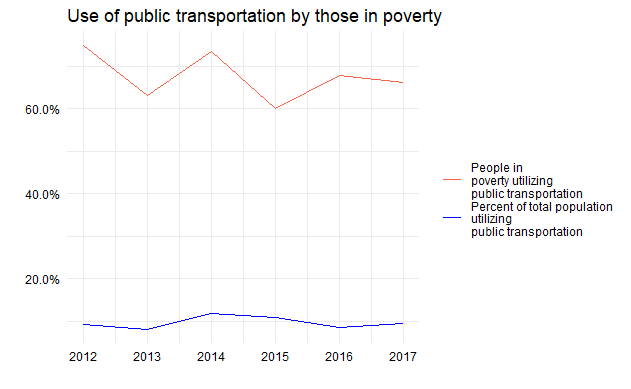 Use of public transportation by those in poverty
60.0%
40.0%
20.0%
2012 2013 2014 2015 2016 2017
People in
poverty utilizing
public transportation
Percent of total population
utilizing
public transportation